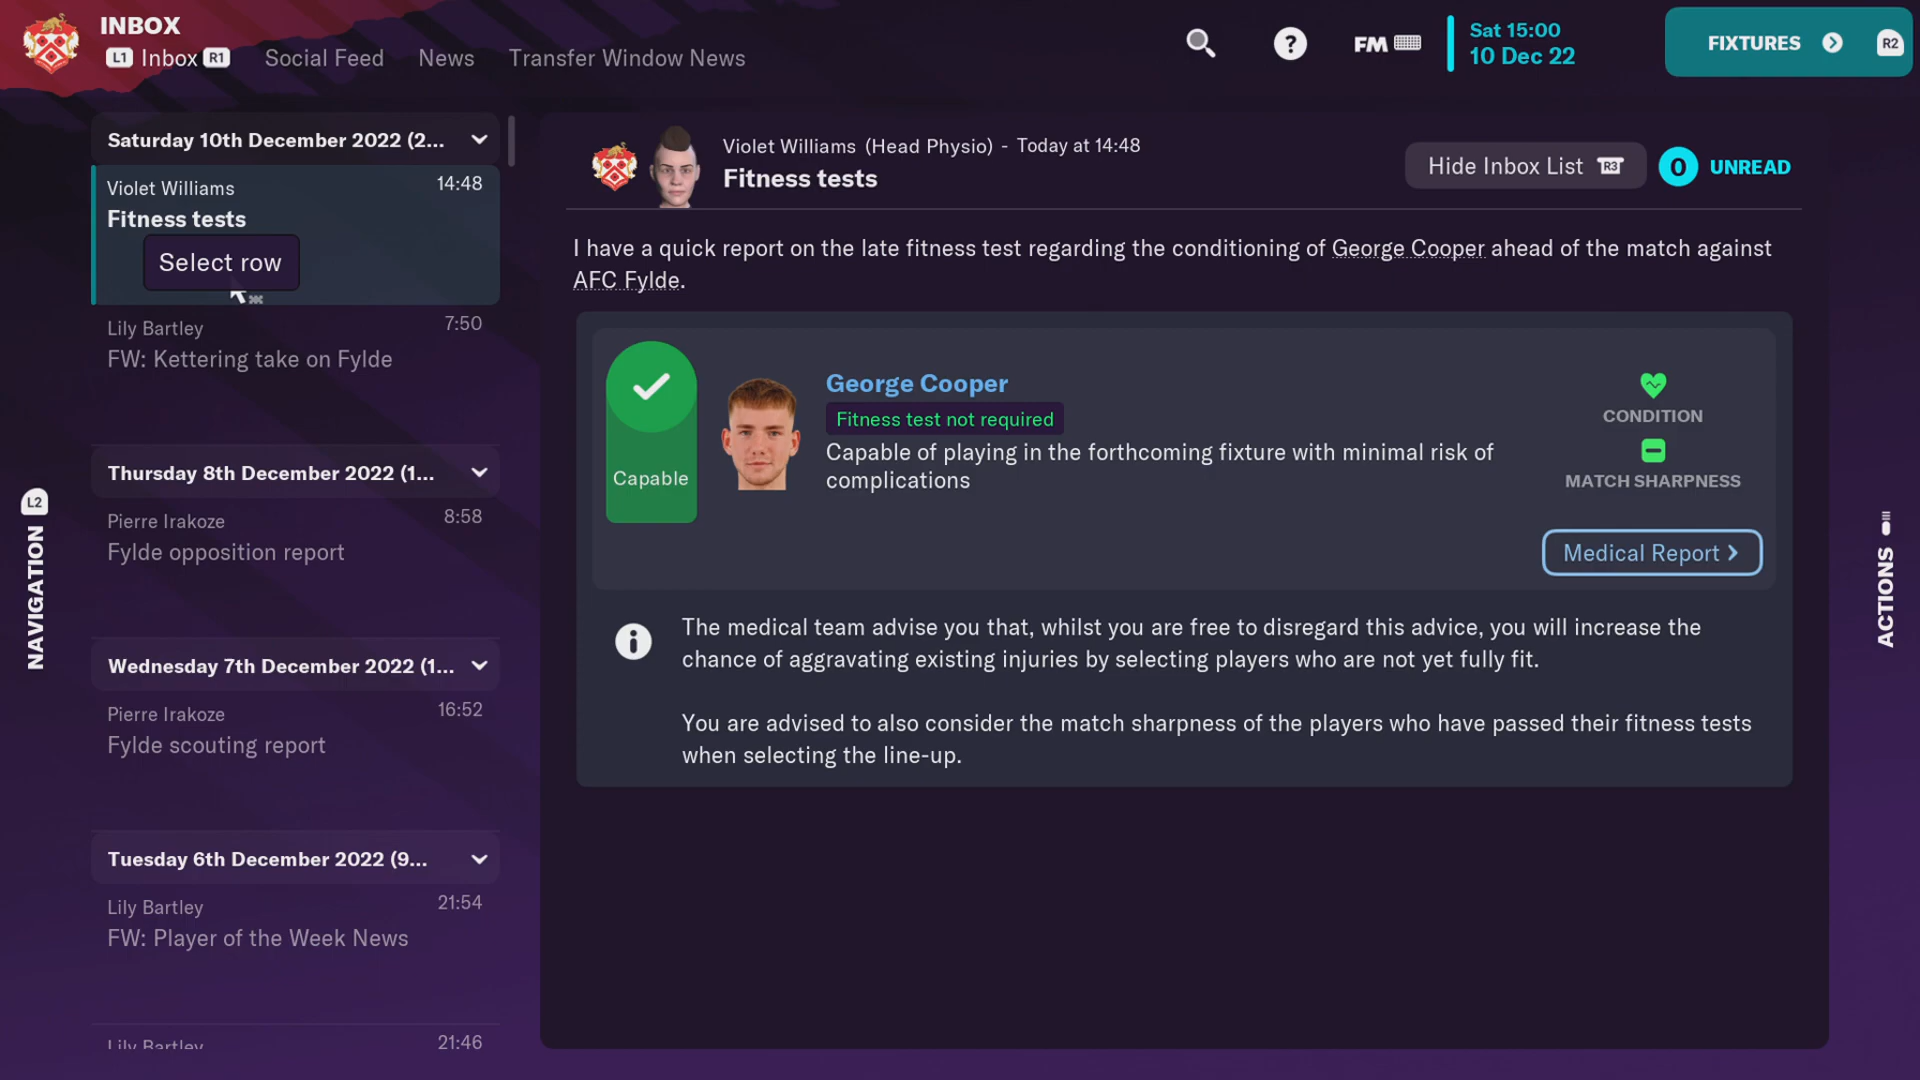 INBOX
L1 Inbox R1
Social Feed
News
Transfer Window News
?
FM
Sat 15:00
10 Dec 22
FIXTURES
R2
L2
NAVIGATION
Saturday 10th December 2022 (2...
Violet Williams
14:48
Fitness tests
Select row
Lily Bartley
7:50
FW: Kettering take on Fylde
Thursday 8th December 2022 (1...
Pierre Irakoze
8:58
Fylde opposition report
Wednesday 7th December 2022 (1...
Pierre Irakoze
16:52
Fylde scouting report
Tuesday 6th December 2022 (9...
Lily Bartley
21:54
FW: Player of the Week News
Lily Bartley
21:46
Violet Williams (Head Physio) - Today at 14:48
Fitness tests
Hide Inbox List R3
0 UNREAD
I have a quick report on the late fitness test regarding the conditioning of George Cooper ahead of the match against
AFC Fylde.
Capable
George Cooper
Fitness test not required
Capable of playing in the forthcoming fixture with minimal risk of
complications
CONDITION
MATCH SHARPNESS
Medical Report
The medical team advise you that, whilst you are free to disregard this advice, you will increase the
chance of aggravating existing injuries by selecting players who are not yet fully fit.
You are advised to also consider the match sharpness of the players who have passed their fitness tests
when selecting the line-up.
ACTIONS